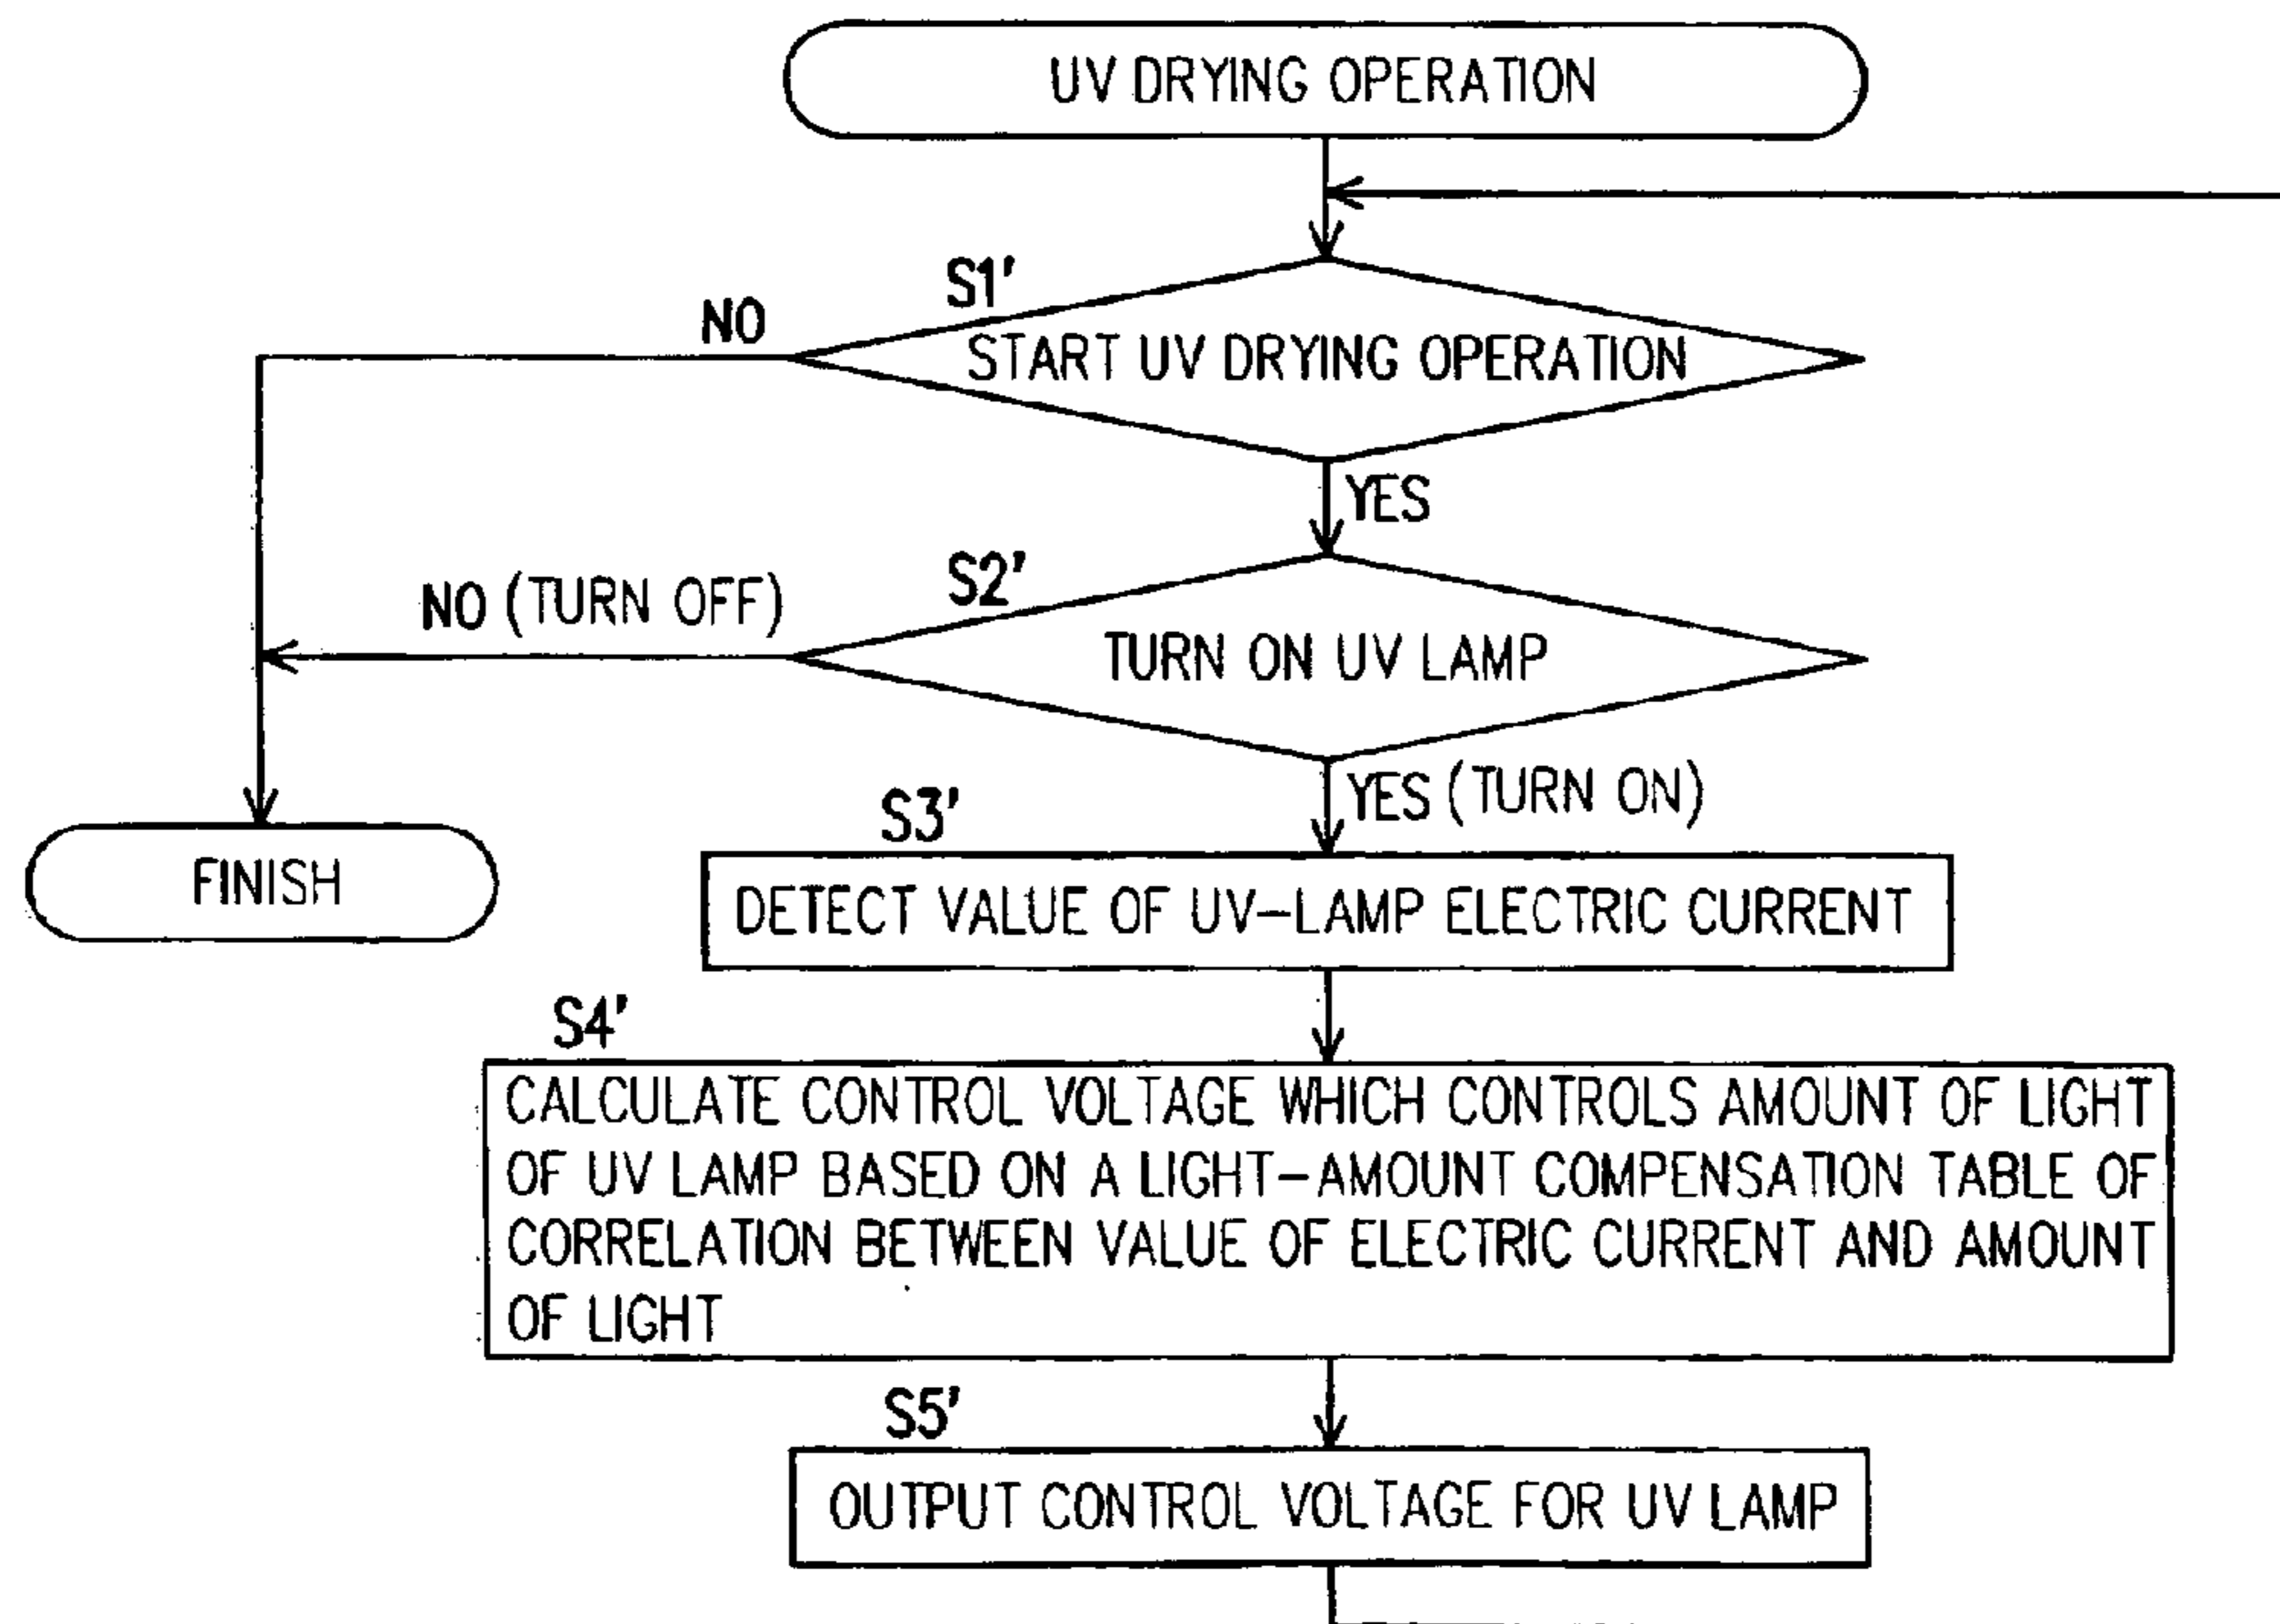 UV DRYING OPERATION
S1'
NO
START UV DRYING OPERATION
YES
S2'
NO (TURN OFF)
TURN ON UV LAMP
YES (TURN ON)
S3'
FINISH
DETECT VALUE OF UV-LAMP ELECTRIC CURRENT
S4'
CALCULATE CONTROL VOLTAGE WHICH CONTROLS AMOUNT OF LIGHT
OF UV LAMP BASED ON A LIGHT-AMOUNT COMPENSATION TABLE OF
CORRELATION BETWEEN VALUE OF ELECTRIC CURRENT AND AMOUNT
OF LIGHT
S5'
OUTPUT CONTROL VOLTAGE FOR UV LAMP